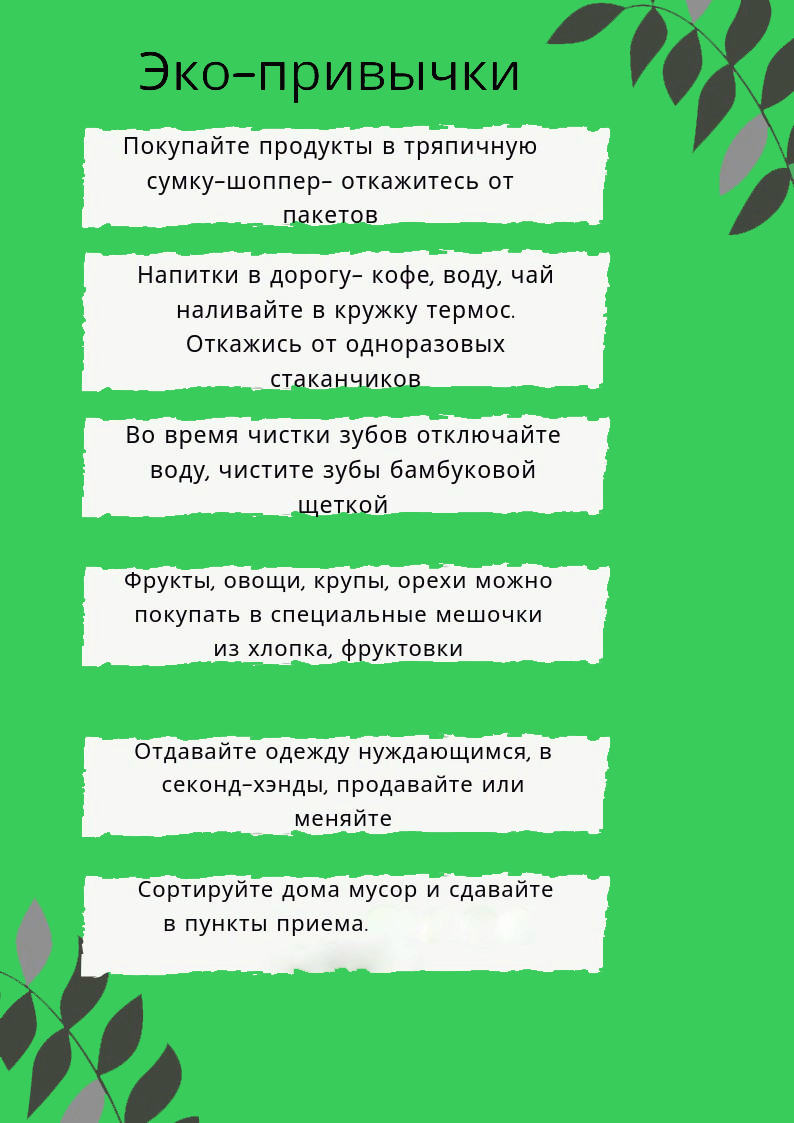 Эко–привычки
Покупайте продукты в тряпичную
сумку–шоппер– откажитесь от
пакетов
Напитки в дорогу– кофе, воду, чай
наливайте в кружку термос.
Откажись от одноразовых
стаканчиков
Во время чистки зубов отключайте
воду, чистите зубы бамбуковой
щеткой
Фрукты, овощи, крупы, орехи можно
покупать в специальные мешочки
из хлопка, фруктовки
Отдавайте одежду нуждающимся, в
секонд–хэнды, продавайте или
меняйте
Сортируйте дома мусор и сдавайте
в пункты приема.